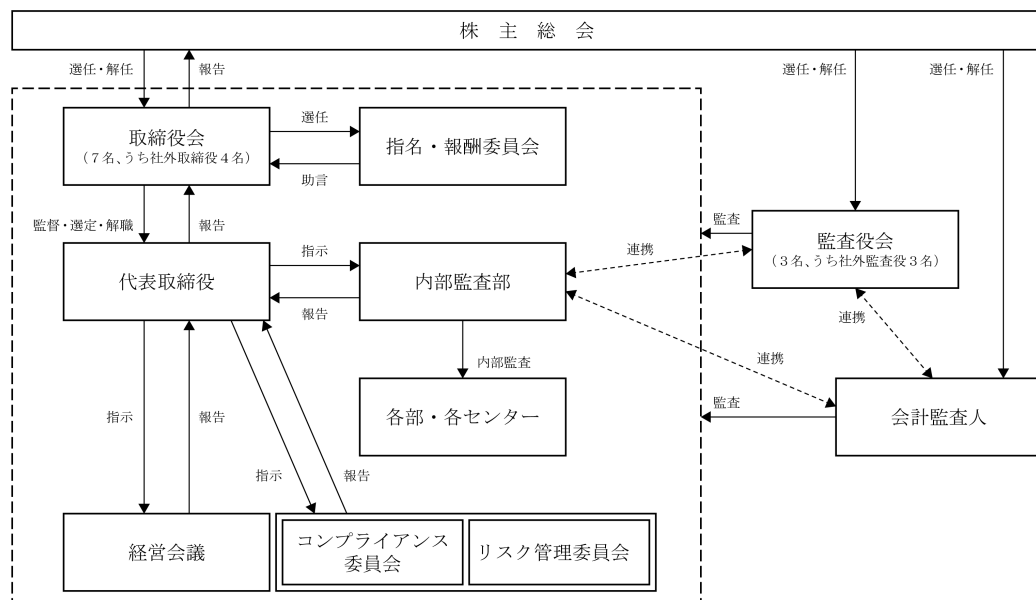 株主総会
選任・解任
報告
選任・解任
選任・解任
取締役会
（７名、うち社外取締役４名）
選任
助言
指名・報酬委員会
監督・選定・解職
報告
監査
監査役会
（３名、うち社外監査役３名）
代表取締役
指示
報告
内部監査部
連携
連携
連携
内部監査
各部・各センター
監査
会計監査人
指示
報告
指示
報告
経営会議
コンプライアンス
委員会
リスク管理委員会